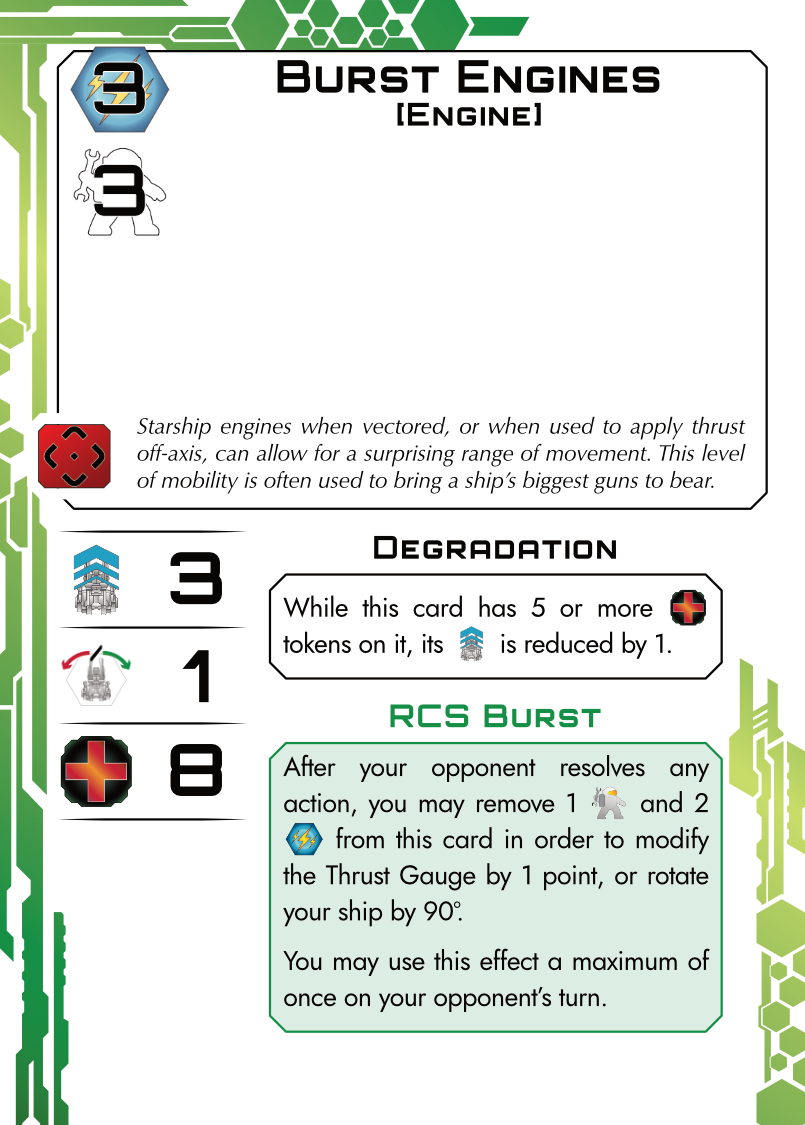 3
Burst Engines
[Engine]
3
Starship engines when vectored, or when used to apply thrust
off-axis, can allow for a surprising range of movement. This level
of mobility is often used to bring a ship's biggest guns to bear.
3
1
8
Degradation
While this card has 5 or more
tokens on it, its is reduced by 1.
RCS Burst
After your opponent resolves any
action, you may remove 1 and 2
from this card in order to modify
the Thrust Gauge by 1 point, or rotate
your ship by 90°.
You may use this effect a maximum of
once on your opponent's turn.